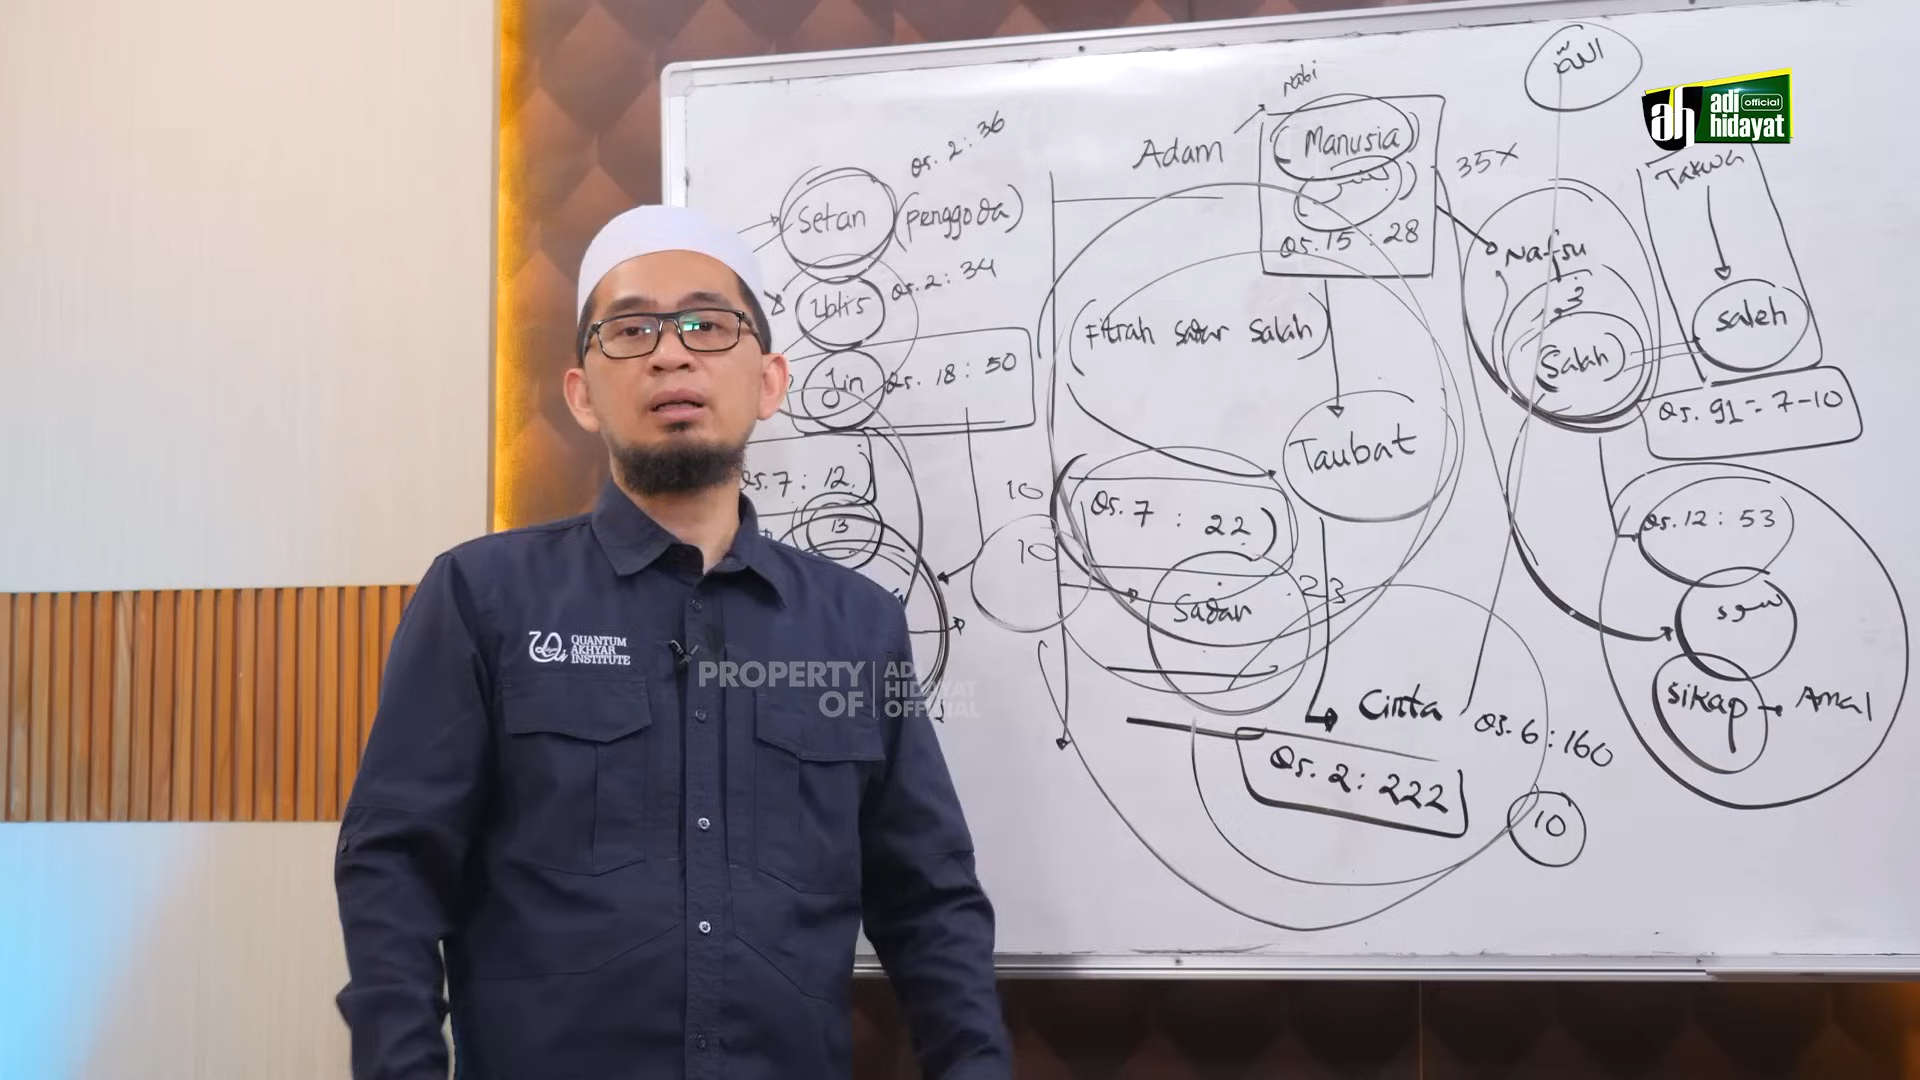 الله
Nabi
adi official
hidayat
ah
Adam
Manusia
بشر
Qs. 15 : 28
35x
Takwa
Qs. 2 : 36
Setan (penggoda)
Iblis
Qs. 2 : 34
Jin
Qs. 18 : 50
Fitrah sadar salah
Nafsu
Salah
saleh
Qs. 91 = 7-10
Taubat
Qs. 7 : 12
13
10
10
Qs. 7 : 22
Sadar
: 23
Qs. 12 : 53
سوء
sikap → Amal
Cinta
Qs. 6 : 160
Qs. 2 : 222
10
QUANTUM
AKHYAR
INSTITUTE
PROPERTY OF
ADI HIDAYAT OFFICIAL